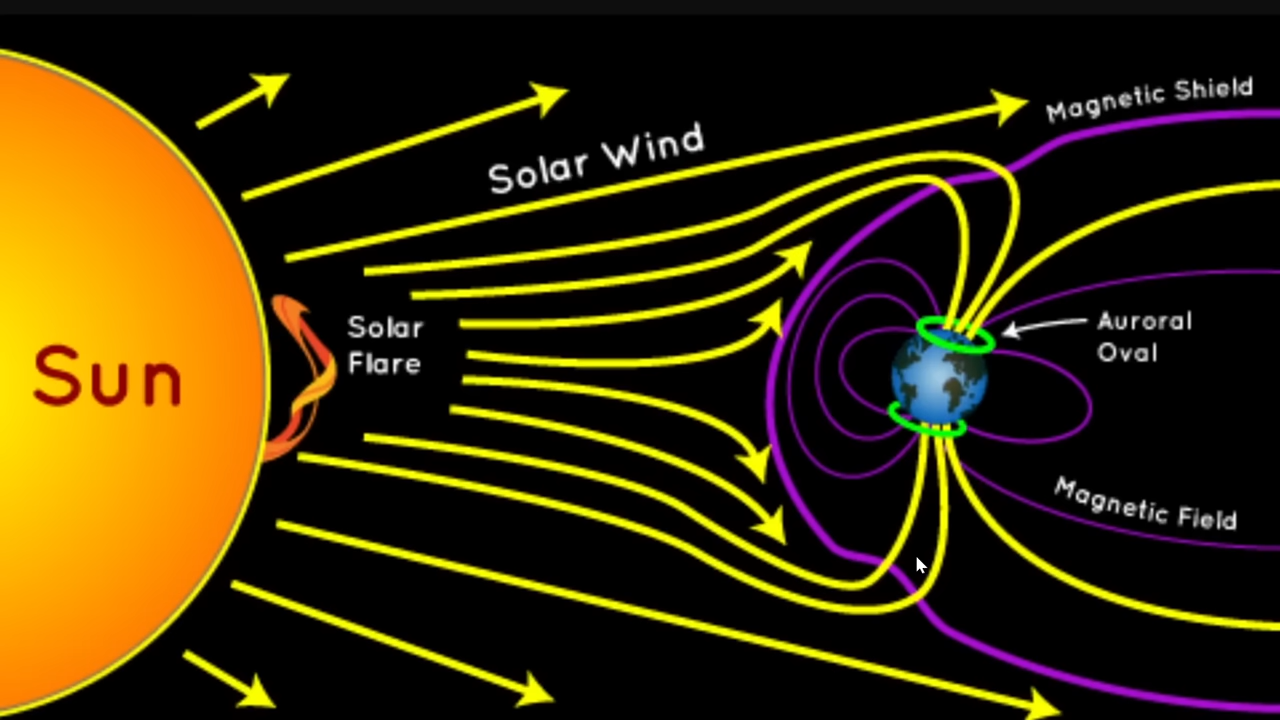 Magnetic Shield
Solar Wind
Solar
Flare
Sun
Auroral
Oval
Magnetic Field